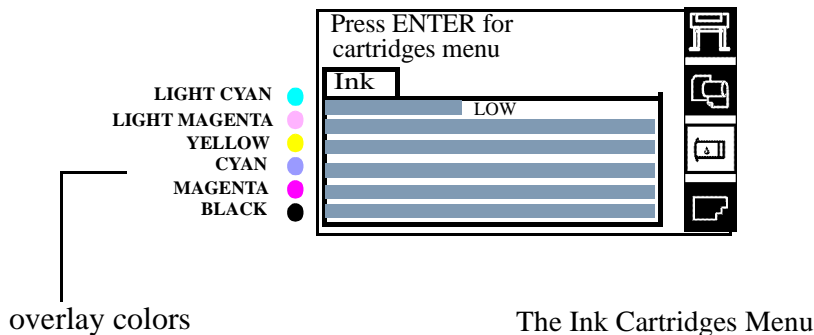 Press ENTER for
cartridges menu
Ink
LIGHT CYAN
LOW
LIGHT MAGENTA
YELLOW
CYAN
MAGENTA
BLACK
overlay colors
The Ink Cartridges Menu